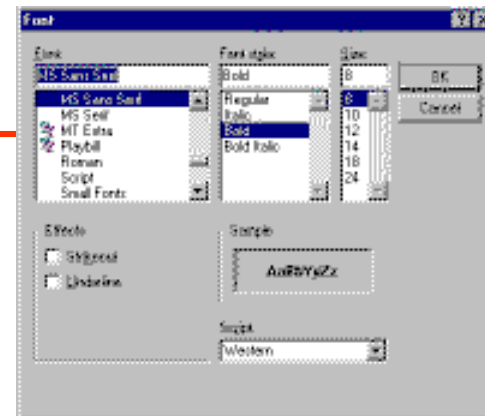 Font
Font:
Font style:
Size:
MS Sans Serif
Bold
8
OK
Cancel
MS Sans Serif
MS Serif
MT Extra
Playbill
Roman
Script
Small Fonts
Regular
Italic
Bold
Bold Italic
8
10
12
14
18
24
Effects
Strikeout
Underline
Sample
AaBbYyZz
Script
Western